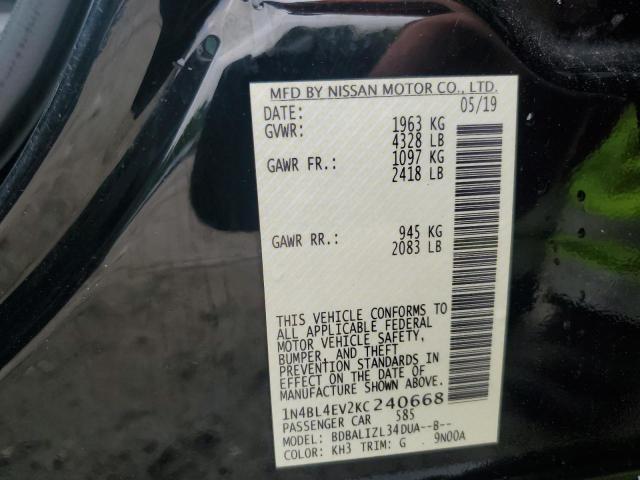 MFD BY NISSAN MOTOR CO., LTD.
DATE: 05/19
GVWR: 1963 KG
4328 LB
GAWR FR.: 1097 KG
2418 LB
GAWR RR.: 945 KG
2083 LB
THIS VEHICLE CONFORMS TO
ALL APPLICABLE FEDERAL
MOTOR VEHICLE SAFETY,
BUMPER, AND THEFT
PREVENTION STANDARDS IN
EFFECT ON THE DATE OF
MANUFACTURE SHOWN ABOVE.
1N4BL4EV2KC240668
PASSENGER CAR 585
MODEL: BDBALIZL34DUA--B--
COLOR: KH3 TRIM: G 9N00A